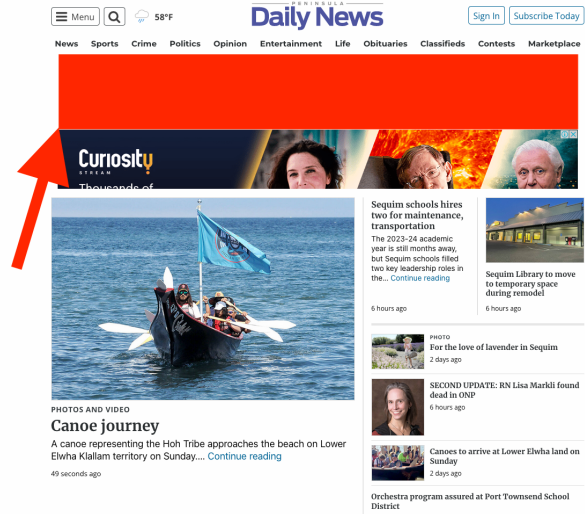 Menu
58°F
PENINSULA
Daily News
Sign In
Subscribe Today
News Sports Crime Politics Opinion Entertainment Life Obituaries Classifieds Contests Marketplace
CURIOSITY
STREAM
Thousands of
Sequim schools hires
two for maintenance,
transportation
The 2023-24 academic
year is still months away,
but Sequim schools filled
two key leadership roles in
the... Continue reading
6 hours ago
Sequim Library to move
to temporary space
during remodel
6 hours ago
PHOTO
For the love of lavender in Sequim
2 days ago
SECOND UPDATE: RN Lisa Markli found
dead in ONP
6 hours ago
Canoes to arrive at Lower Elwha land on
Sunday
2 days ago
Orchestra program assured at Port Townsend School
District
PHOTOS AND VIDEO
Canoe journey
A canoe representing the Hoh Tribe approaches the beach on Lower
Elwha Klallam territory on Sunday.... Continue reading
49 seconds ago